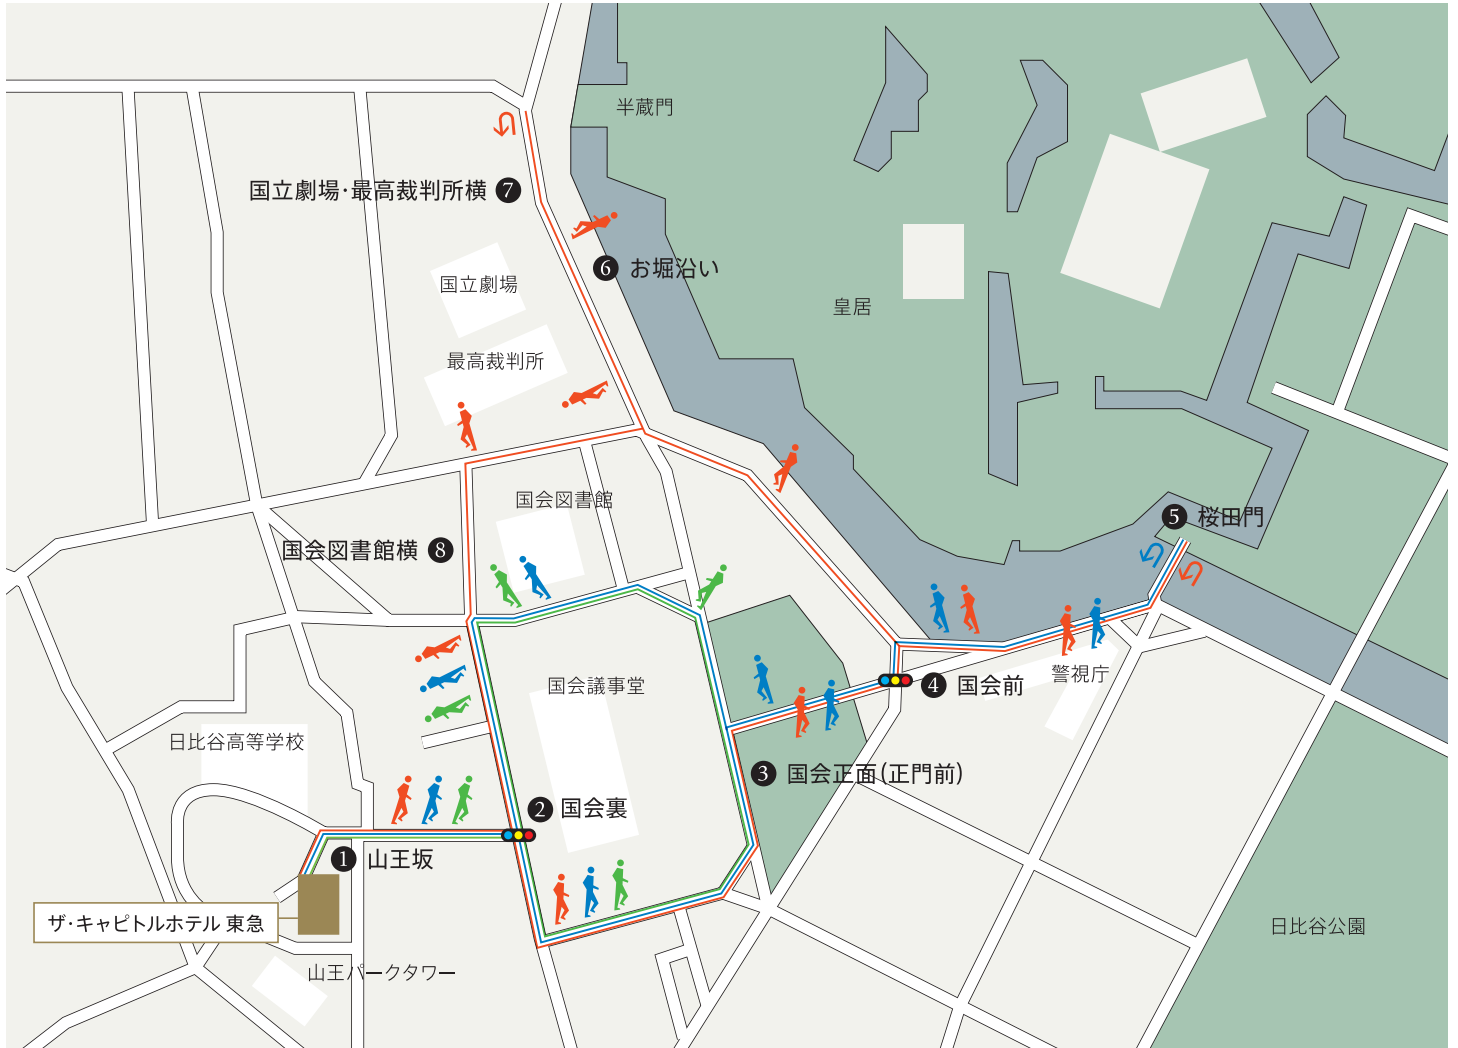 半蔵門
国立劇場・最高裁判所横 7
6 お堀沿い
国立劇場
皇居
最高裁判所
国会図書館
5 桜田門
国会図書館横 8
警視庁
国会議事堂
4 国会前
日比谷高等学校
3 国会正面(正門前)
2 国会裏
1 山王坂
ザ・キャピトルホテル 東急
日比谷公園
山王パークタワー